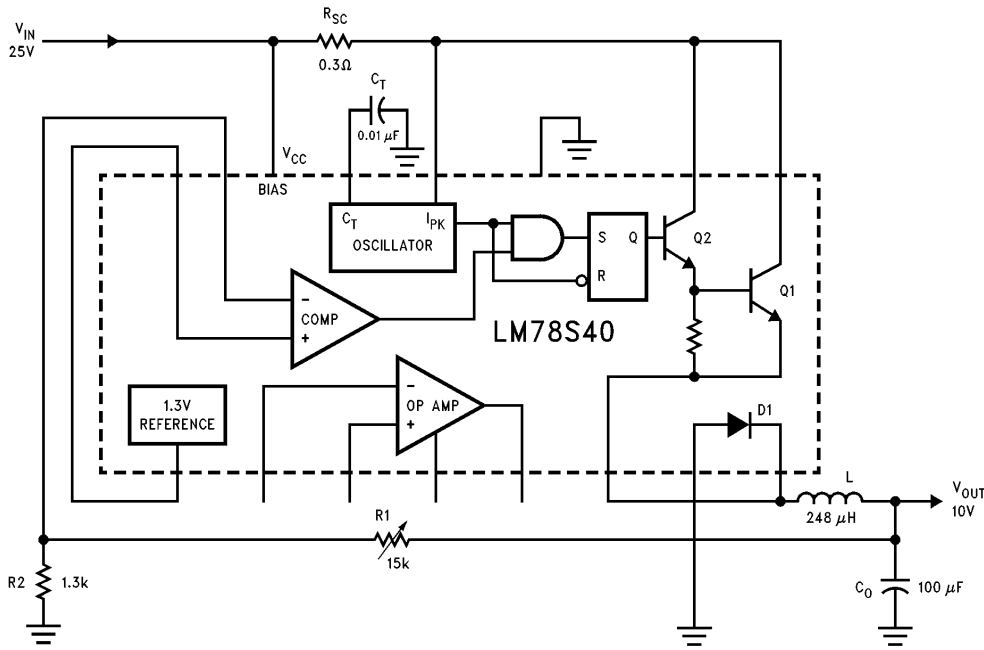 V_IN
25V
R_SC
0.3Ω
C_T
0.01 μF
V_CC
BIAS
C_T
I_PK
OSCILLATOR
S
Q
R
Q2
Q1
-
COMP
+
LM78S40
1.3V
REFERENCE
-
OP AMP
+
D1
L
248 μH
V_OUT
10V
R1
15k
R2
1.3k
C_O
100 μF